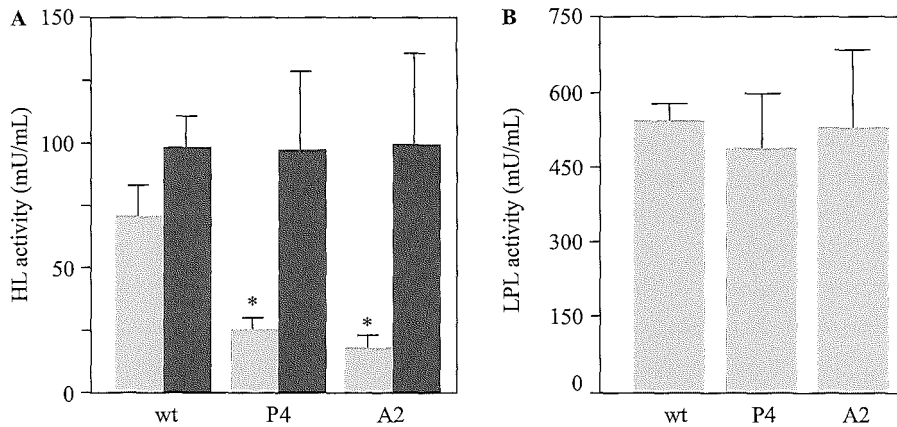 A
HL activity (mU/mL)
150
100
50
0
*
*
wt P4 A2
B
LPL activity (mU/mL)
750
600
450
300
150
0
wt P4 A2